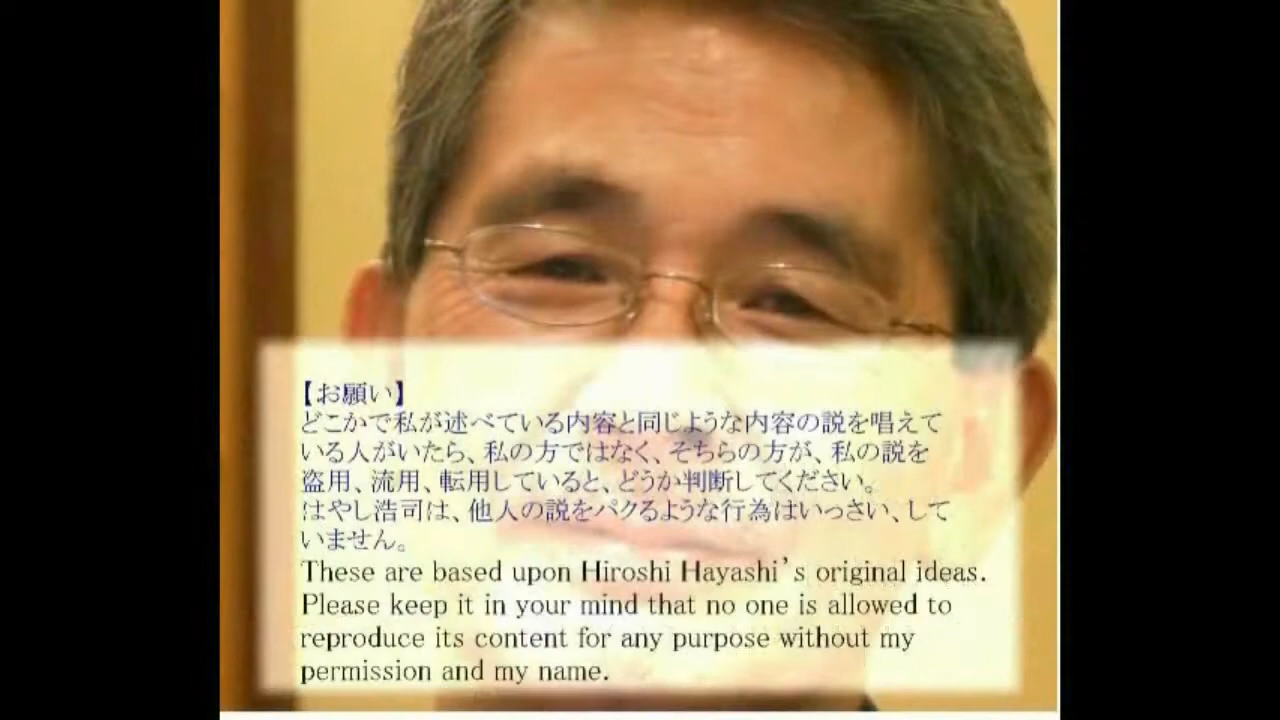 【お願い】
どこかで私が述べている内容と同じような内容の説を唱えて
いる人がいたら、私の方ではなく、そちらの方が、私の説を
盗用、流用、転用していると、どうか判断してください。
はやし浩司は、他人の説をパクるような行為はいっさい、して
いません。
These are based upon Hiroshi Hayashi’s original ideas.
Please keep it in your mind that no one is allowed to
reproduce its content for any purpose without my
permission and my name.